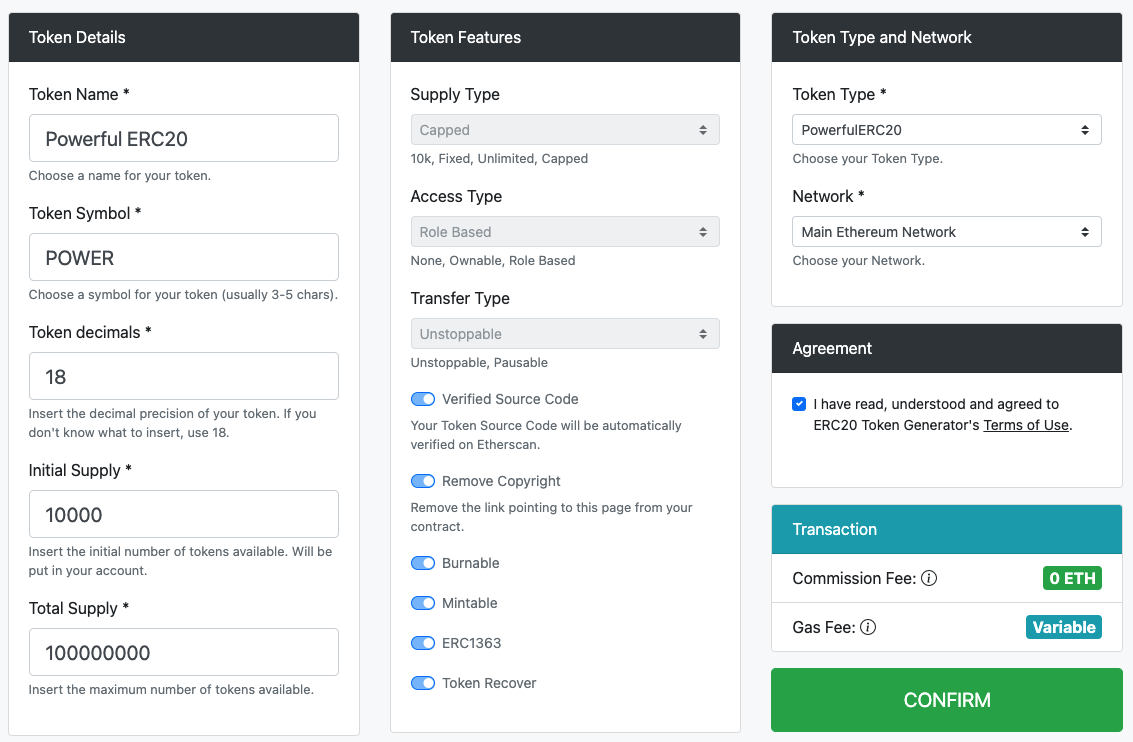 Token Details
Token Name *
Powerful ERC20
Choose a name for your token.
Token Symbol *
POWER
Choose a symbol for your token (usually 3-5 chars).
Token decimals *
18
Insert the decimal precision of your token. If you
don't know what to insert, use 18.
Initial Supply *
10000
Insert the initial number of tokens available. Will be
put in your account.
Total Supply *
100000000
Insert the maximum number of tokens available.
Token Features
Supply Type
Capped
10k, Fixed, Unlimited, Capped
Access Type
Role Based
None, Ownable, Role Based
Transfer Type
Unstoppable
Unstoppable, Pausable
Verified Source Code
Your Token Source Code will be automatically
verified on Etherscan.
Remove Copyright
Remove the link pointing to this page from your
contract.
Burnable
Mintable
ERC1363
Token Recover
Token Type and Network
Token Type *
PowerfulERC20
Choose your Token Type.
Network *
Main Ethereum Network
Choose your Network.
Agreement
I have read, understood and agreed to
ERC20 Token Generator's Terms of Use.
Transaction
Commission Fee: 0 ETH
Gas Fee: Variable
CONFIRM